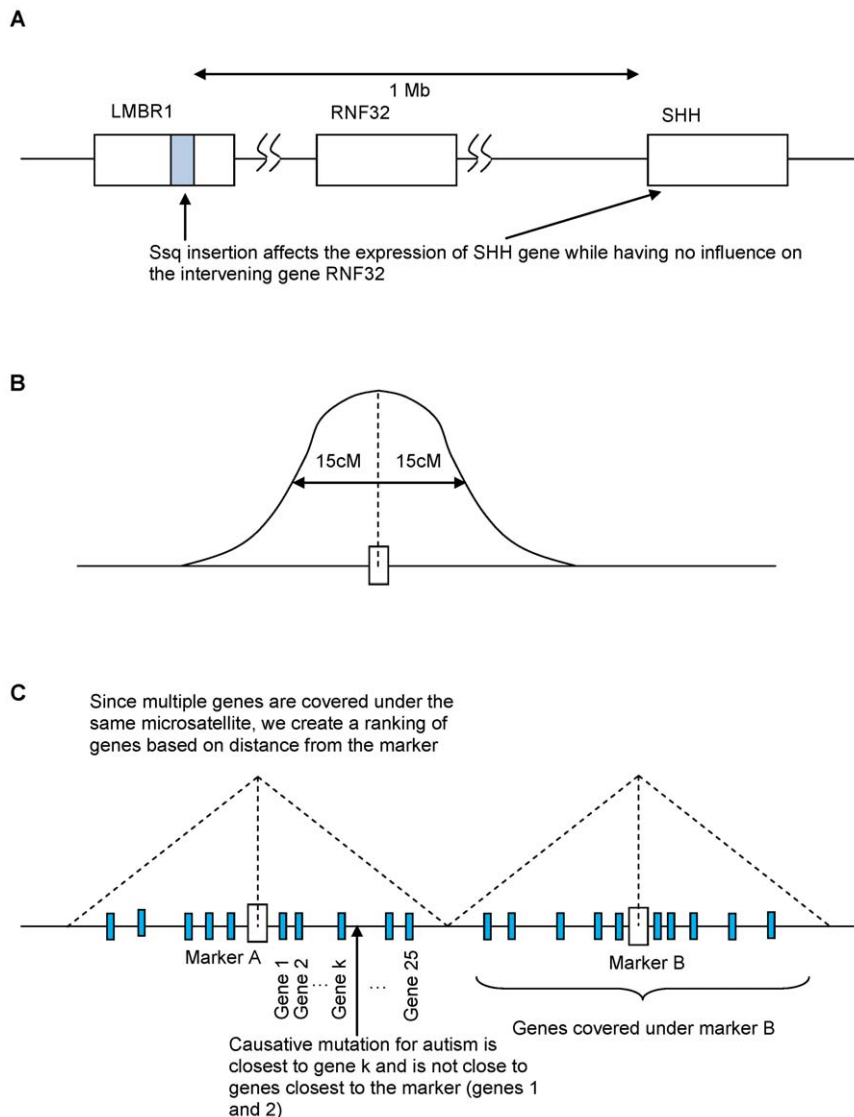 A
1 Mb
LMBR1
RNF32
SHH
Ssq insertion affects the expression of SHH gene while having no influence on
the intervening gene RNF32
B
15cM
15cM
C
Since multiple genes are covered under the
same microsatellite, we create a ranking of
genes based on distance from the marker
Marker A
Gene 1
Gene 2
...
Gene k
...
Gene 25
Marker B
Genes covered under marker B
Causative mutation for autism is
closest to gene k and is not close to
genes closest to the marker (genes 1
and 2)